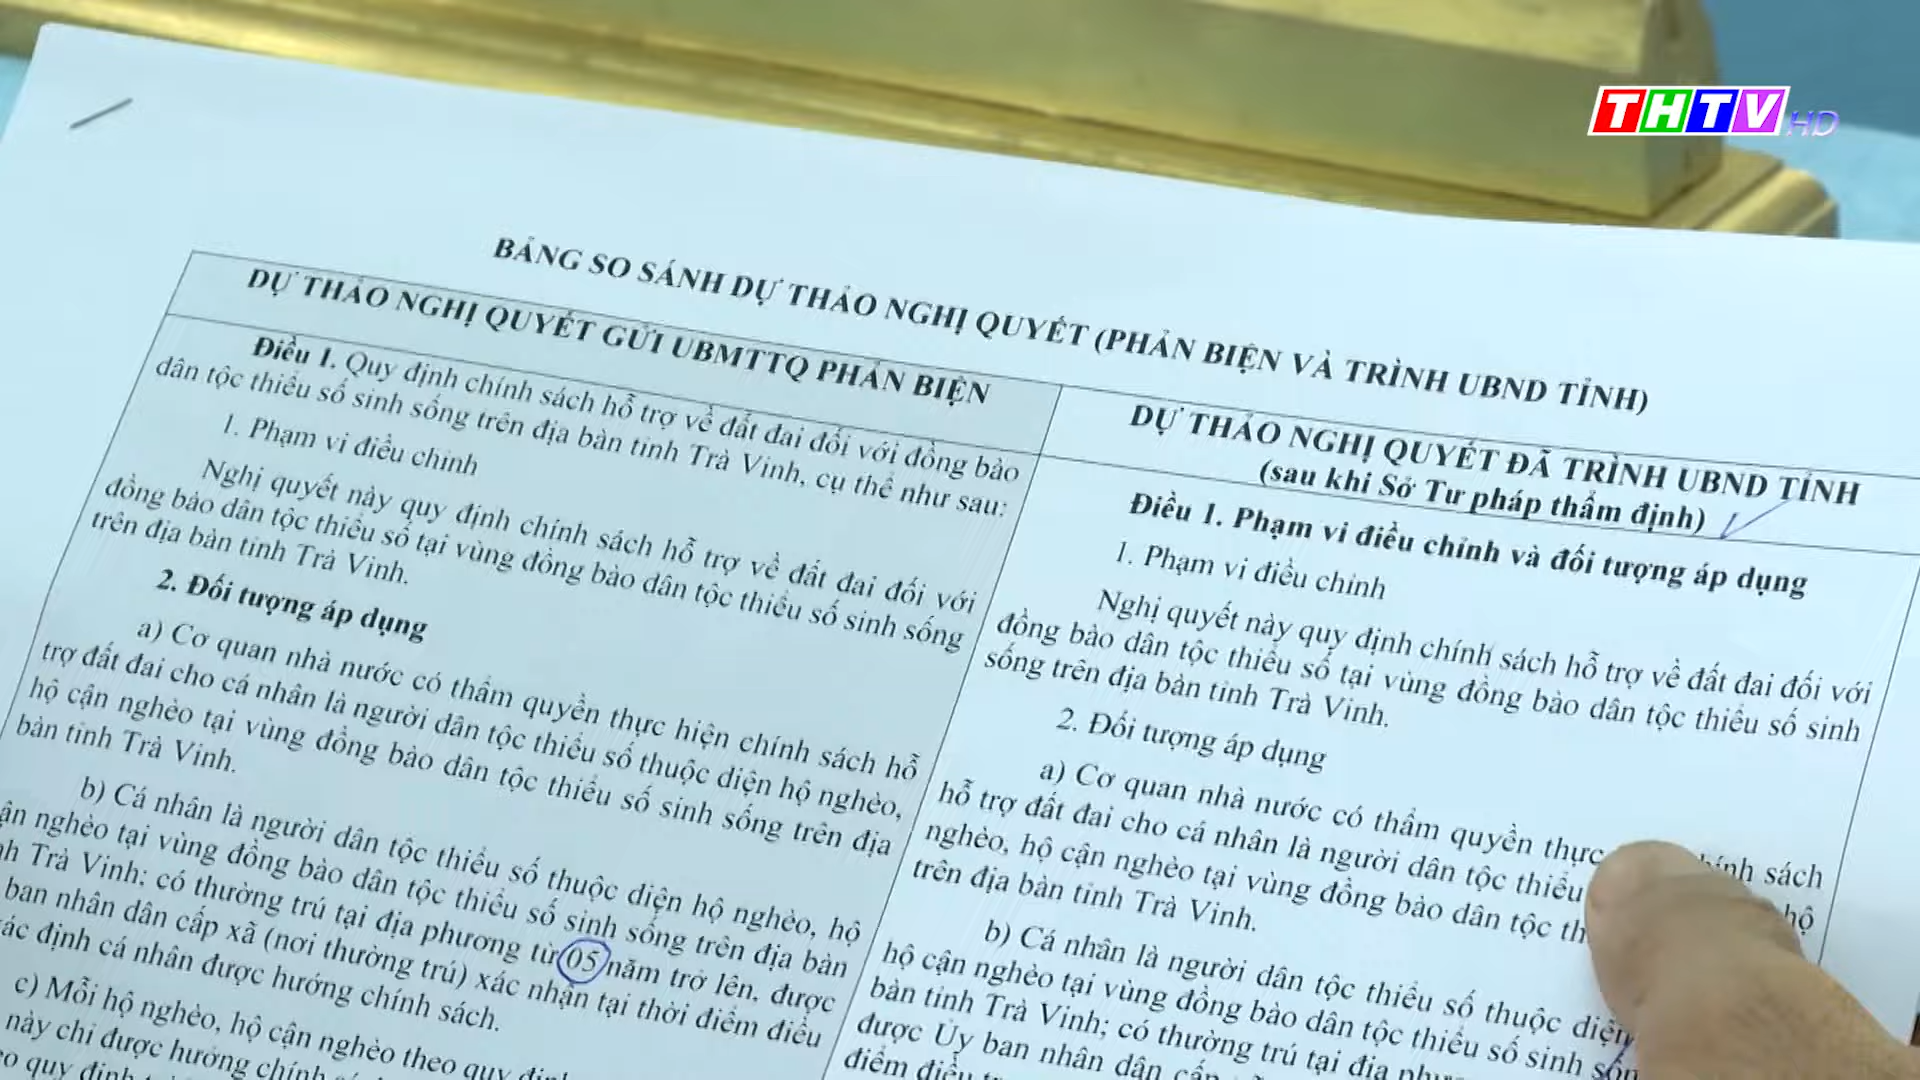 THTV HD
BẢNG SO SÁNH DỰ THẢO NGHỊ QUYẾT (PHẢN BIỆN VÀ TRÌNH UBND TỈNH)
DỰ THẢO NGHỊ QUYẾT GỬI UBMTTQ PHẢN BIỆN
Điều 1. Quy định chính sách hỗ trợ về đất đai đối với đồng bào
dân tộc thiểu số sinh sống trên địa bàn tỉnh Trà Vinh, cụ thể như sau:
1. Phạm vi điều chỉnh
Nghị quyết này quy định chính sách hỗ trợ về đất đai đối với
đồng bào dân tộc thiểu số tại vùng đồng bào dân tộc thiểu số sinh sống
trên địa bàn tỉnh Trà Vinh.
2. Đối tượng áp dụng
a) Cơ quan nhà nước có thẩm quyền thực hiện chính sách hỗ
trợ đất đai cho cá nhân là người dân tộc thiểu số thuộc diện hộ nghèo,
hộ cận nghèo tại vùng đồng bào dân tộc thiểu số sinh sống trên địa
bàn tỉnh Trà Vinh.
b) Cá nhân là người dân tộc thiểu số thuộc diện hộ nghèo, hộ
nghèo tại vùng đồng bào dân tộc thiểu số sinh sống trên địa bàn
Trà Vinh; có thường trú tại địa phương từ 05 năm trở lên, được
ban nhân dân cấp xã (nơi thường trú) xác nhận tại thời điểm điều
định cá nhân được hướng chính sách.
c) Mỗi hộ nghèo, hộ cận nghèo theo quy
này chỉ được hưởng
quy định
DỰ THẢO NGHỊ QUYẾT ĐÃ TRÌNH UBND TỈNH
(sau khi Sở Tư pháp thẩm định)
Điều 1. Phạm vi điều chỉnh và đối tượng áp dụng
1. Phạm vi điều chỉnh
Nghị quyết này quy định chính sách hỗ trợ về đất đai đối với
đồng bào dân tộc thiểu số tại vùng đồng bào dân tộc thiểu số sinh
sống trên địa bàn tỉnh Trà Vinh.
2. Đối tượng áp dụng
a) Cơ quan nhà nước có thẩm quyền thực sách
hỗ trợ đất đai cho cá nhân là người dân tộc thiểu hộ
nghèo, hộ cận nghèo tại vùng đồng bào dân tộc
trên địa bàn tỉnh Trà Vinh.
b) Cá nhân là người dân tộc thiểu số thuộc diện
hộ cận nghèo tại vùng đồng bào dân tộc thiểu số sinh
bàn tỉnh Trà Vinh; có thường trú tại địa
được Ủy ban nhân dân cấp
điểm điều